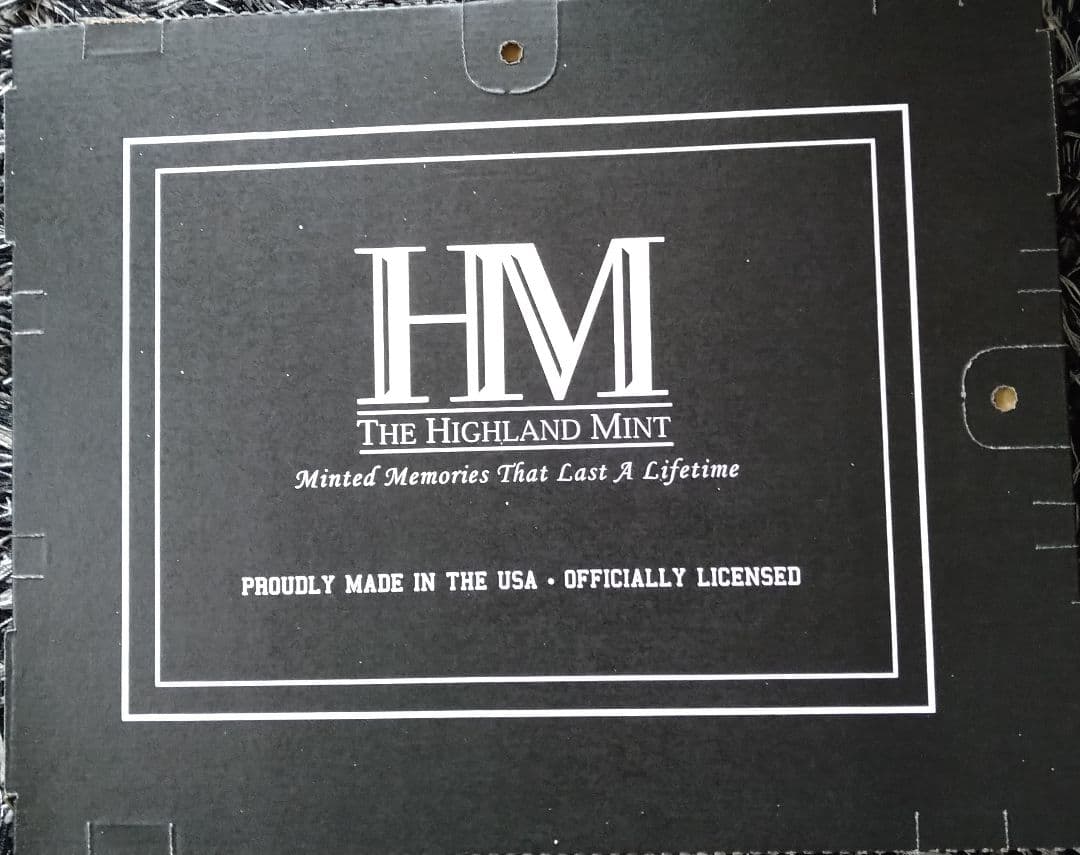 HM
THE HIGHLAND MINT
Minted Memories That Last A Lifetime
PROUDLY MADE IN THE USA • OFFICIALLY LICENSED